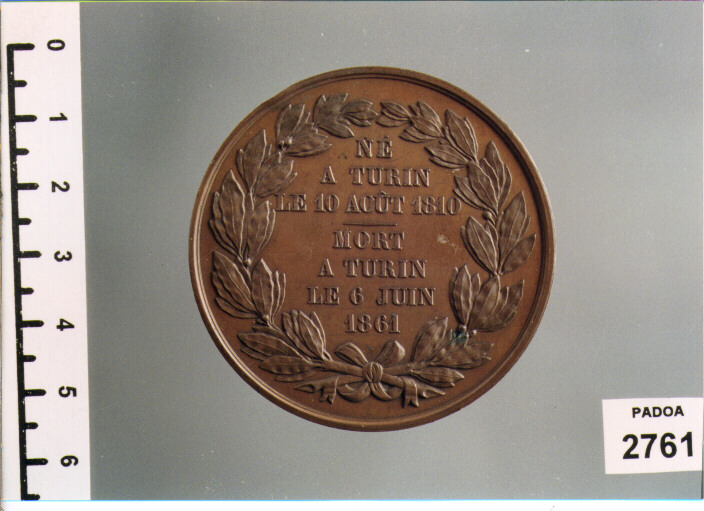 NÉ
A TURIN
LE 10 AOÛT 1810
MORT
A TURIN
LE 6 JUIN
1861
0
1
2
3
4
5
6
PADOA
2761